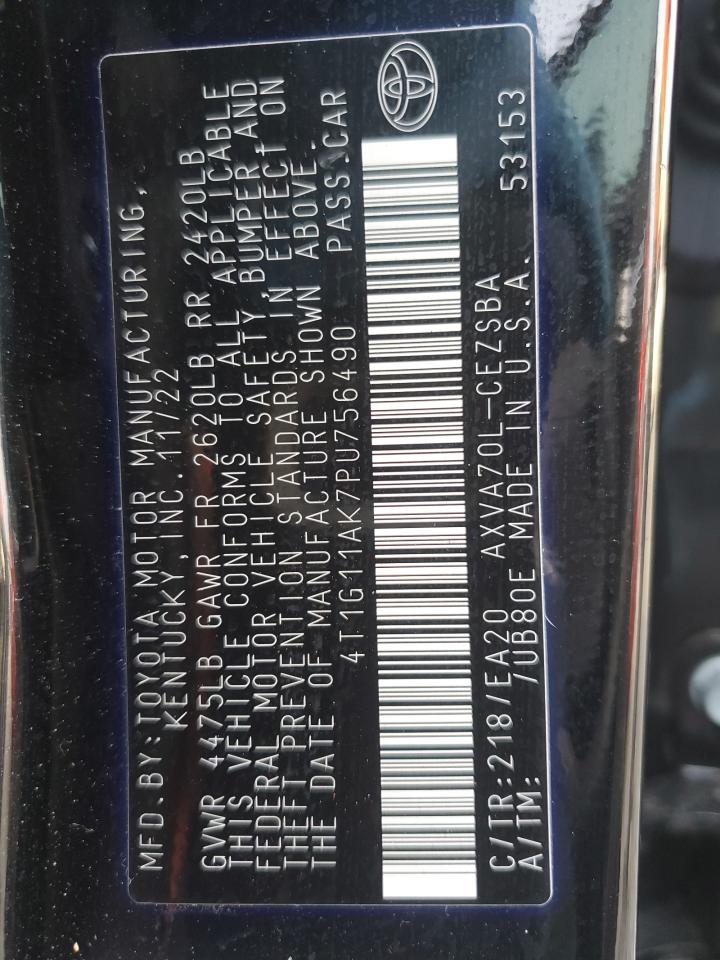 MFD.BY:TOYOTA MOTOR MANUFACTURING,
KENTUCKY, INC. 11/22
GVWR 4475LB GAWR FR 2620LB RR 2420LB
THIS VEHICLE CONFORMS TO ALL APPLICABLE
FEDERAL MOTOR VEHICLE SAFETY, BUMPER, AND
THEFT PREVENTION STANDARDS IN EFFECT ON
THE DATE OF MANUFACTURE SHOWN ABOVE.
4T1G11AK7PU756490 PASS.CAR
C/TR:218/EA20 AXVA70L-CEZSBA 53153
A/TM: /UB80E MADE IN U.S.A.